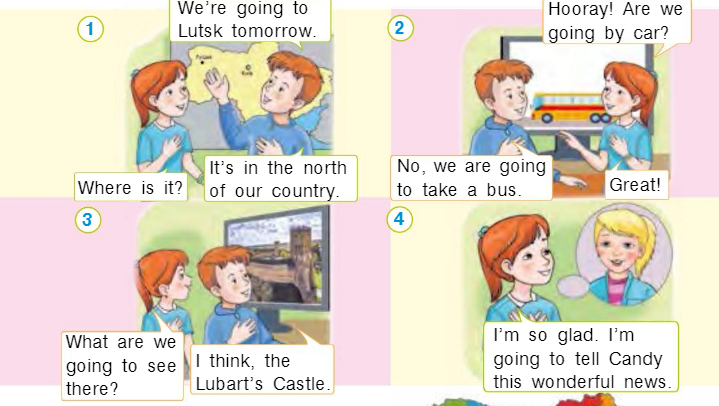 1
We're going to
Lutsk tomorrow.
Where is it?
It's in the north
of our country.
2
Hooray! Are we
going by car?
No, we are going
to take a bus.
Great!
3
What are we
going to see
there?
I think, the
Lubart's Castle.
4
I'm so glad. I'm
going to tell Candy
this wonderful news.